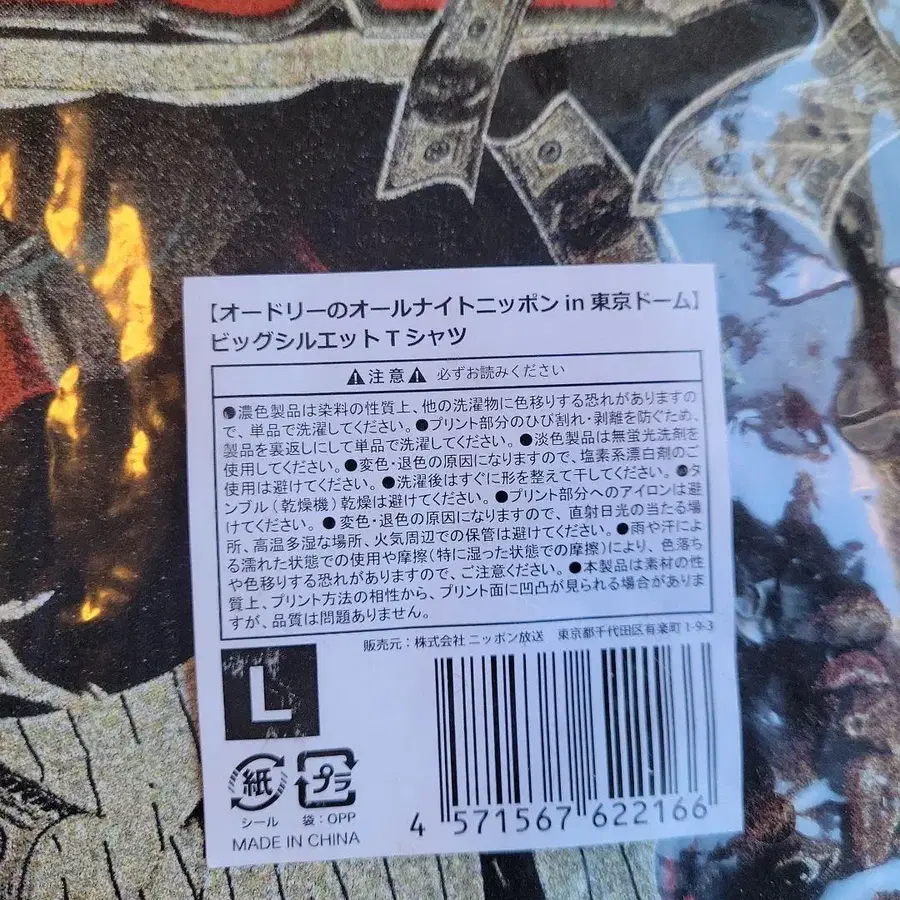 【オードリーのオールナイトニッポン in 東京ドーム】
ビッグシルエット T シャツ
注意 必ずお読みください
●濃色製品は染料の性質上、他の洗濯物に色移りする恐れがありますの
で、単品で洗濯してください。●プリント部分のひび割れ・剥離を防ぐため、
製品を裏返しにして単品で洗濯してください。●淡色製品は無蛍光洗剤をご
使用してください。●変色・退色の原因になりますので、塩素系漂白剤のご
使用は避けてください。●洗濯後はすぐに形を整えて干してください。●タ
ンブル(乾燥機)乾燥は避けてください。●プリント部分へのアイロンは避
けてください。●変色・退色の原因になりますので、直射日光の当たる場
所、高温多湿な場所、火気周辺での保管は避けてください。●雨や汗によ
る濡れた状態での使用や摩擦(特に湿った状態での摩擦)により、色落ち
や色移りする恐れがありますので、ご注意ください。●本製品は素材の性
質上、プリント方法の相性から、プリント面に凹凸が見られる場合がありま
すが、品質は問題ありません。
販売元:株式会社 ニッポン放送 東京都千代田区有楽町 1-9-3
L
紙 プラ
シール 袋:OPP
MADE IN CHINA
4 571567 622166